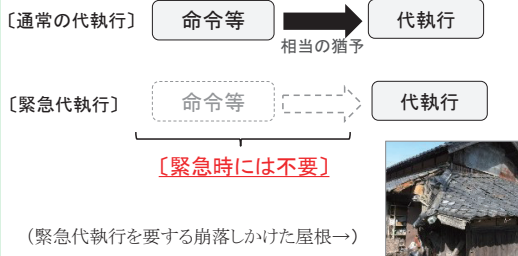 〔通常の代執行〕 命令等 代執行
相当の猶予
〔緊急代執行〕 命令等 代執行
〔緊急時には不要〕
（緊急代執行を要する崩落しかけた屋根→）